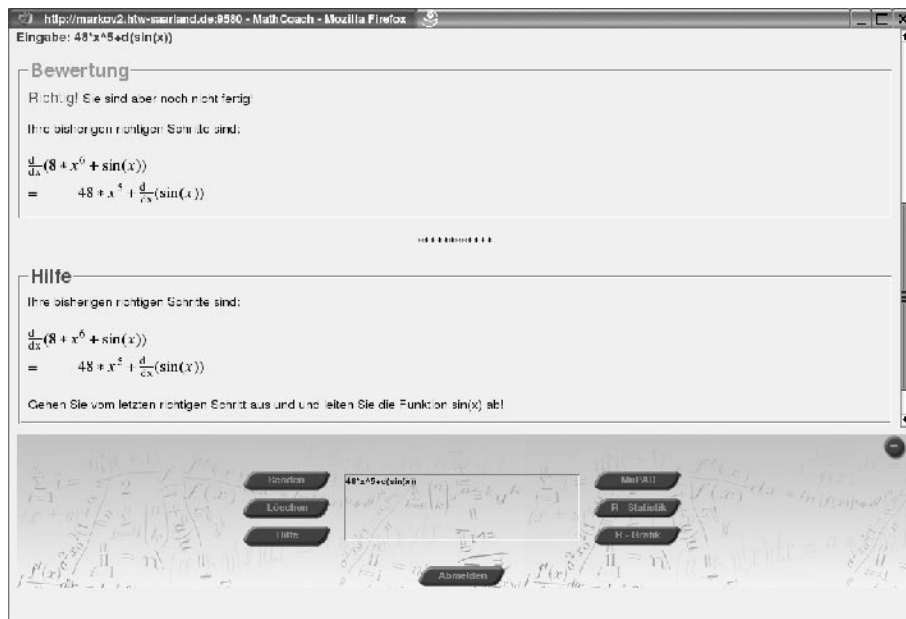 http://markov2.htw-saarland.de:9580 - MathCoach - Mozilla Firefox
Eingabe: 48*x^5+d(sin(x))
Bewertung
Richtig! Sie sind aber noch nicht fertig!
Ihre bisherigen richtigen Schritte sind:
d/dx(8 * x^6 + sin(x))
= 48 * x^5 + d/dx(sin(x))
************
Hilfe
Ihre bisherigen richtigen Schritte sind:
d/dx(8 * x^6 + sin(x))
= 48 * x^5 + d/dx(sin(x))
Gehen Sie vom letzten richtigen Schritt aus und und leiten Sie die Funktion sin(x) ab!
Senden
48*x^5+d(sin(x))
MuPAD
Löschen
R - Statistik
Hilfe
R - Grafik
Abmelden